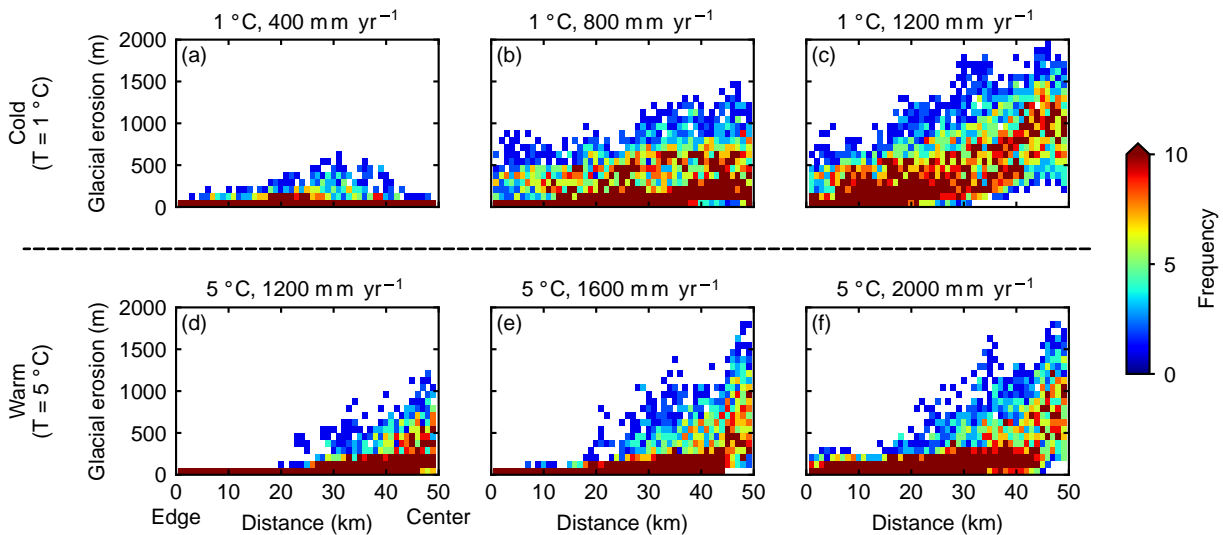 1 °C, 400 mm yr−1
1 °C, 800 mm yr−1
1 °C, 1200 mm yr−1
Cold
(T = 1 °C)
Glacial erosion (m)
2000
1500
1000
500
0
(a)
(b)
(c)
10
5
0
Frequency
5 °C, 1200 mm yr−1
5 °C, 1600 mm yr−1
5 °C, 2000 mm yr−1
Warm
(T = 5 °C)
Glacial erosion (m)
2000
1500
1000
500
0
(d)
(e)
(f)
0 10 20 30 40 50
0 10 20 30 40 50
0 10 20 30 40 50
Edge
Distance (km)
Center
Distance (km)
Distance (km)